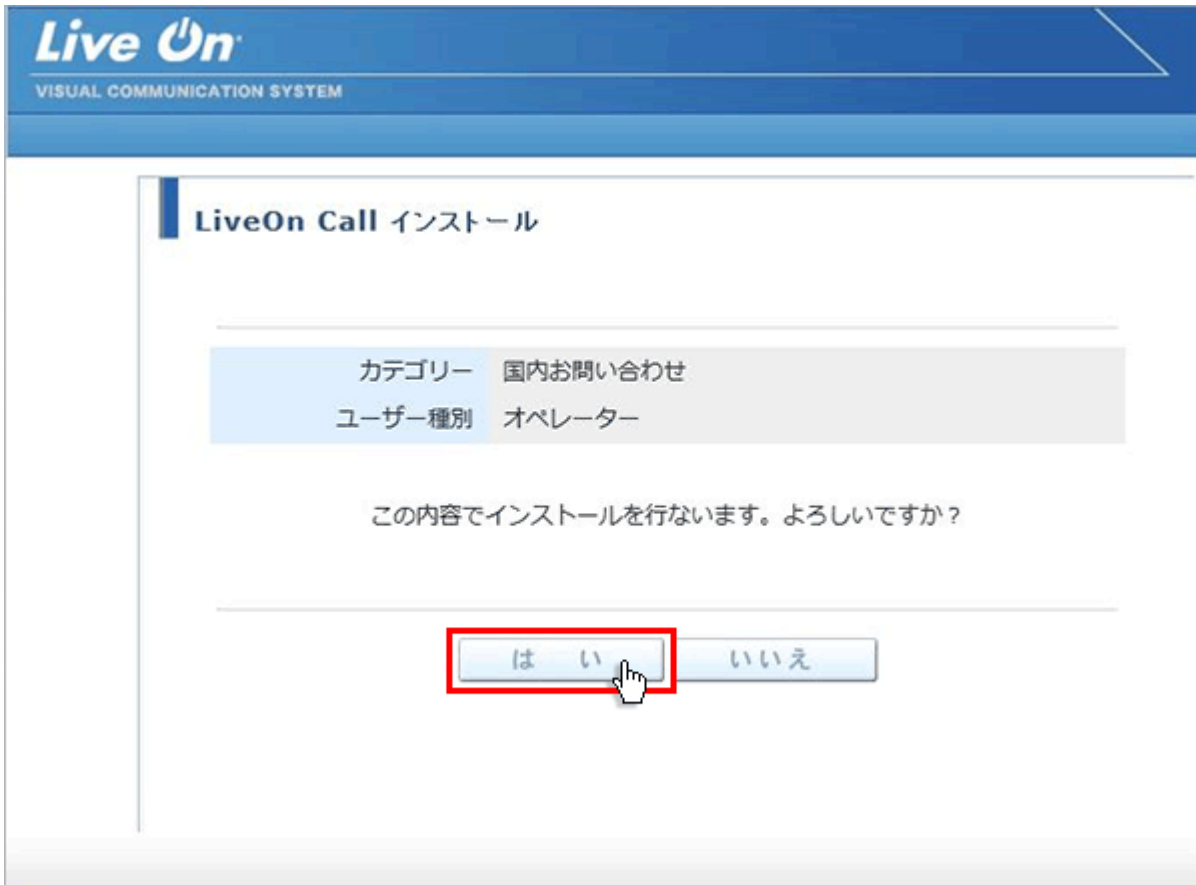 Live On
VISUAL COMMUNICATION SYSTEM
LiveOn Call インストール
カテゴリー 国内お問い合わせ
ユーザー種別 オペレーター
この内容でインストールを行ないます。よろしいですか？
はい いいえ